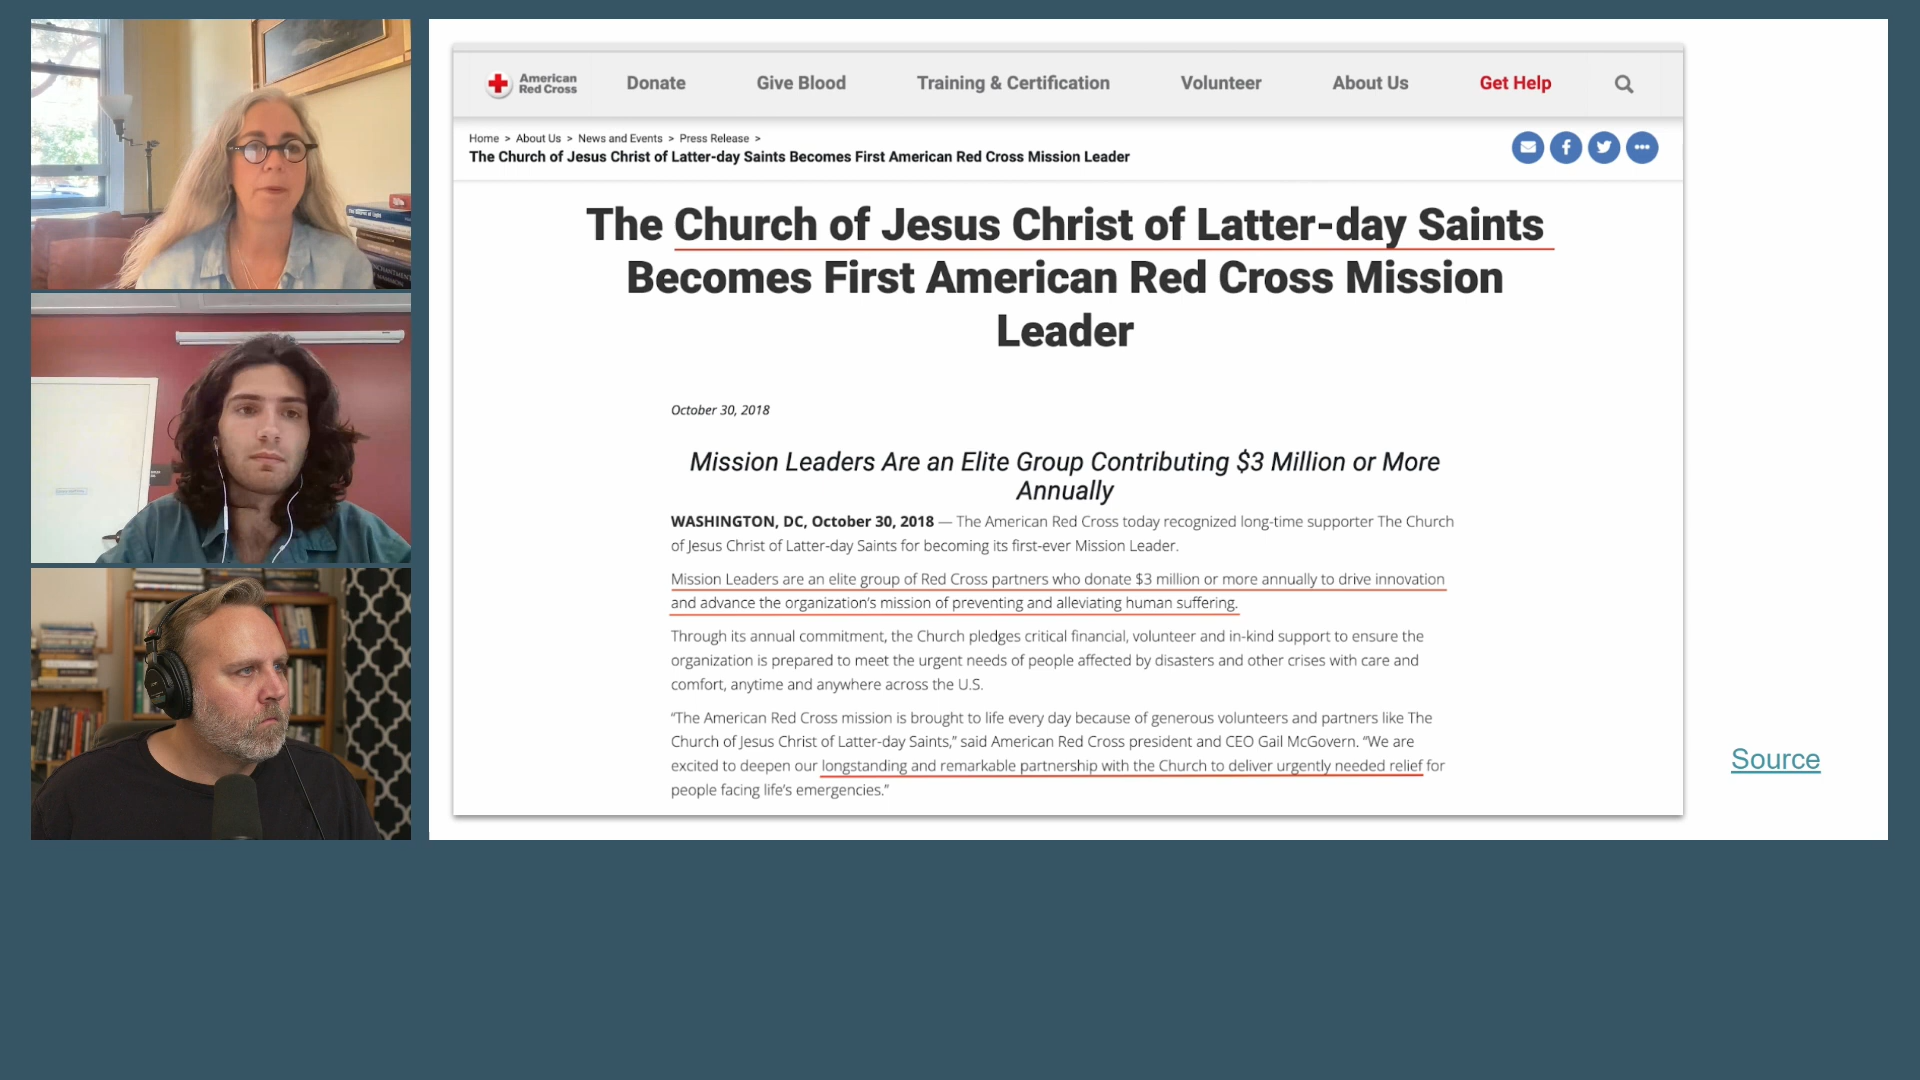 American
Red Cross
Donate
Give Blood
Training & Certification
Volunteer
About Us
Get Help
Home > About Us > News and Events > Press Release >
The Church of Jesus Christ of Latter-day Saints Becomes First American Red Cross Mission Leader
The Church of Jesus Christ of Latter-day Saints
Becomes First American Red Cross Mission
Leader
October 30, 2018
Mission Leaders Are an Elite Group Contributing $3 Million or More
Annually
WASHINGTON, DC, October 30, 2018 — The American Red Cross today recognized long-time supporter The Church
of Jesus Christ of Latter-day Saints for becoming its first-ever Mission Leader.
Mission Leaders are an elite group of Red Cross partners who donate $3 million or more annually to drive innovation
and advance the organization’s mission of preventing and alleviating human suffering.
Through its annual commitment, the Church pledges critical financial, volunteer and in-kind support to ensure the
organization is prepared to meet the urgent needs of people affected by disasters and other crises with care and
comfort, anytime and anywhere across the U.S.
“The American Red Cross mission is brought to life every day because of generous volunteers and partners like The
Church of Jesus Christ of Latter-day Saints,” said American Red Cross president and CEO Gail McGovern. “We are
excited to deepen our longstanding and remarkable partnership with the Church to deliver urgently needed relief for
people facing life’s emergencies.”
Source